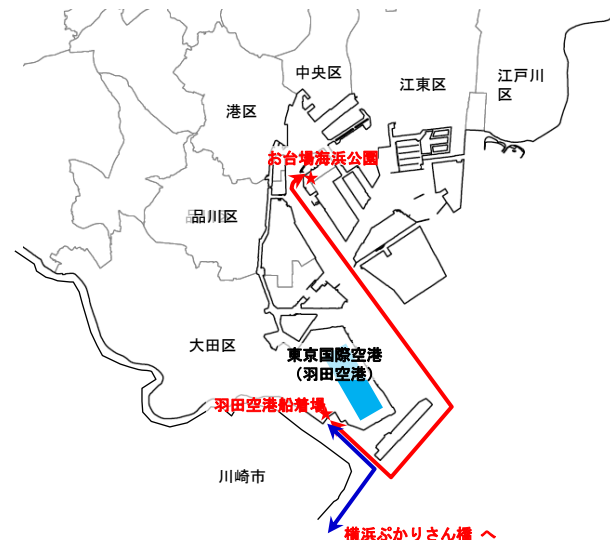 中央区
江東区
江戸川
区
港区
お台場海浜公園
品川区
大田区
東京国際空港
（羽田空港）
羽田空港船着場
川崎市
横浜ぷかりさん橋 へ